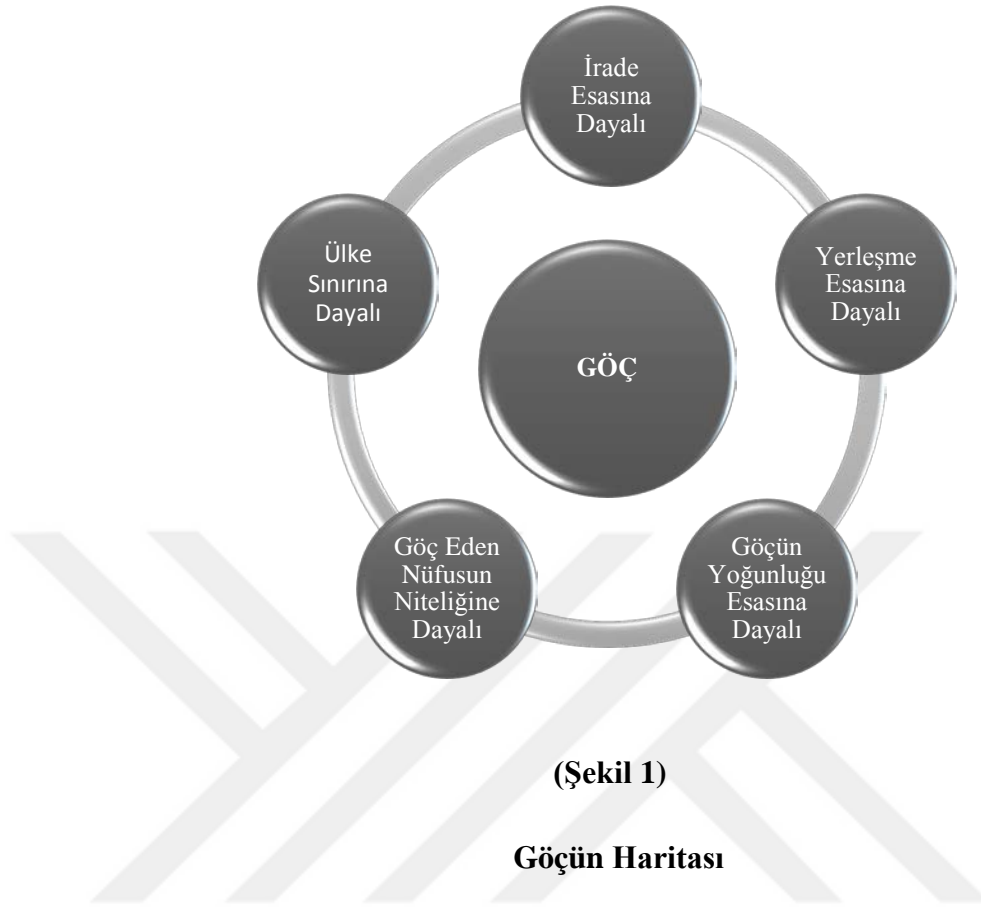 İrade
Esasına
Dayalı
Yerleşme
Esasına
Dayalı
Göçün
Yoğunluğu
Esasına
Dayalı
Göç Eden
Nüfusun
Niteliğine
Dayalı
Ülke
Sınırına
Dayalı
GÖÇ
(Şekil 1)
Göçün Haritası